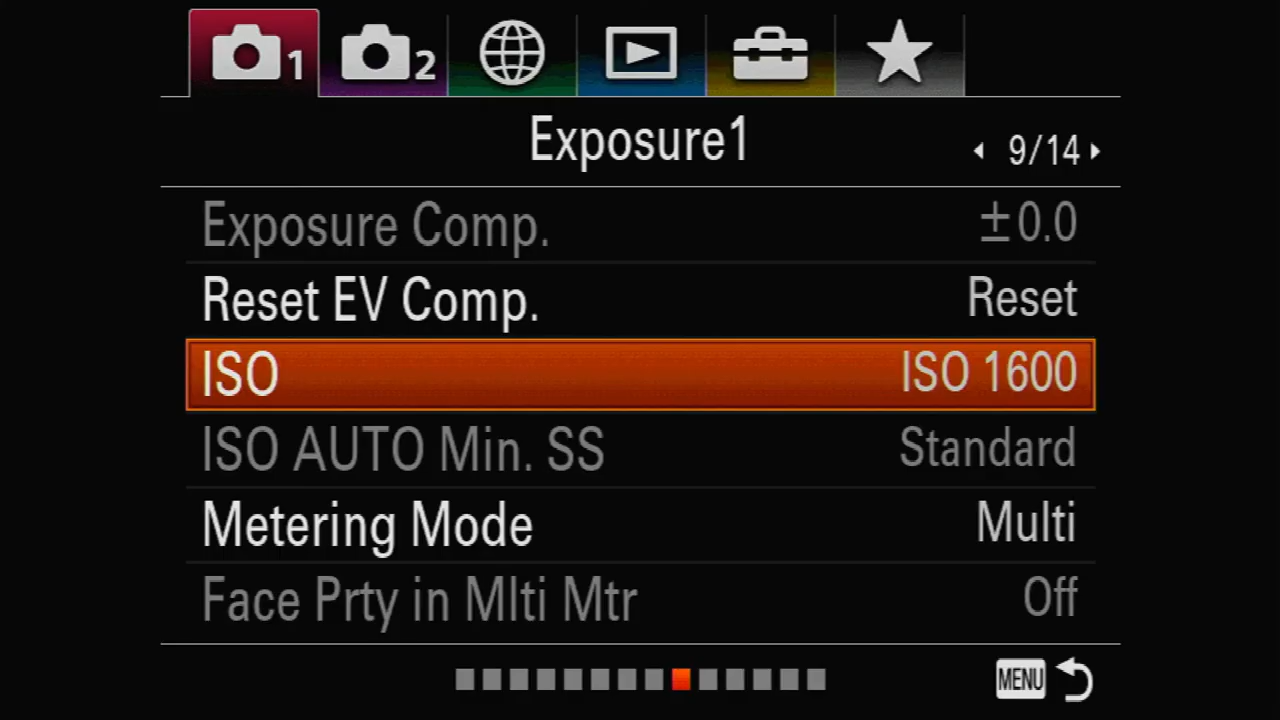 1 2
Exposure1 9/14
Exposure Comp. ±0.0
Reset EV Comp. Reset
ISO ISO 1600
ISO AUTO Min. SS Standard
Metering Mode Multi
Face Prty in Mlti Mtr Off
MENU